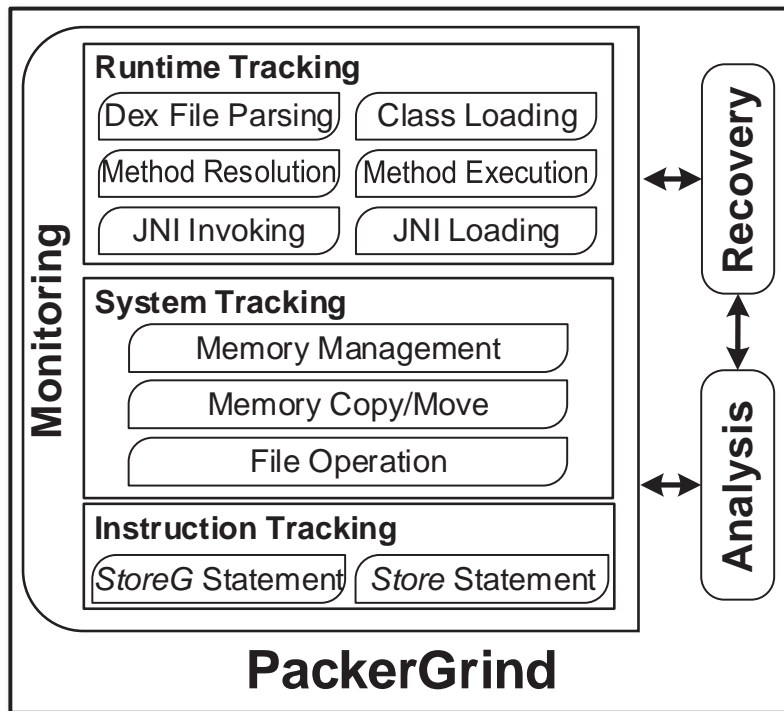 Monitoring
Runtime Tracking
Dex File Parsing
Class Loading
Method Resolution
Method Execution
JNI Invoking
JNI Loading
System Tracking
Memory Management
Memory Copy/Move
File Operation
Instruction Tracking
StoreG Statement
Store Statement
Recovery
Analysis
PackerGrind